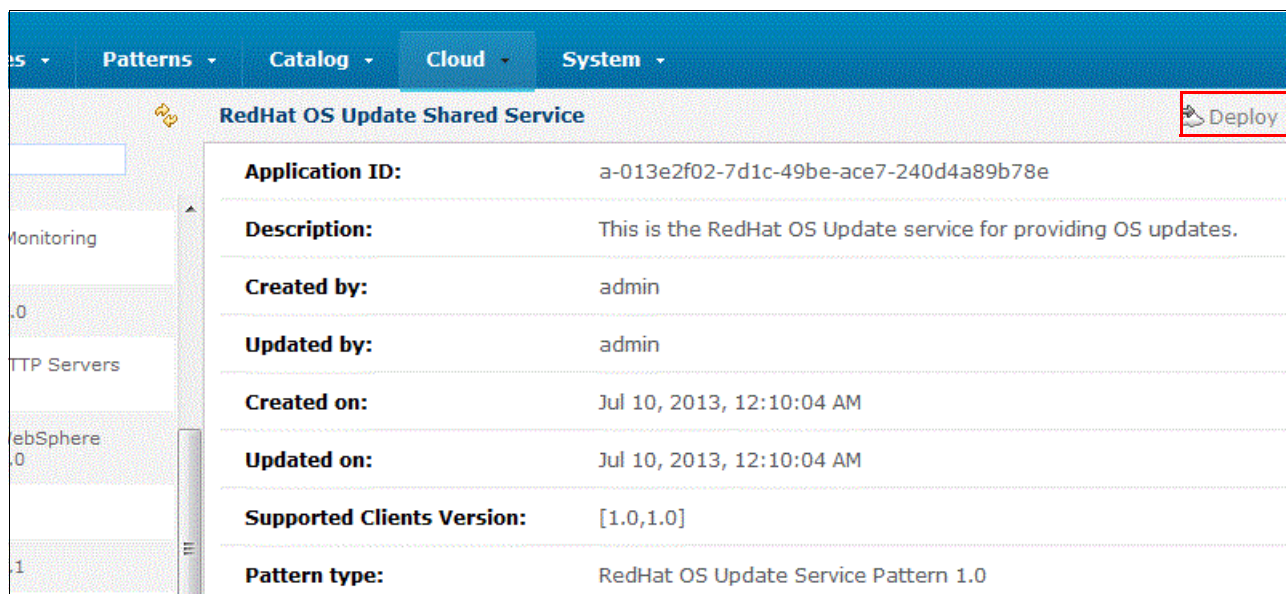 es Patterns Catalog Cloud System
RedHat OS Update Shared Service Deploy
Application ID: a-013e2f02-7d1c-49be-ace7-240d4a89b78e
Monitoring
Description: This is the RedHat OS Update service for providing OS updates.
Created by: admin
.0
Updated by: admin
TTP Servers
Created on: Jul 10, 2013, 12:10:04 AM
ebSphere
.0
Updated on: Jul 10, 2013, 12:10:04 AM
Supported Clients Version: [1.0,1.0]
.1
Pattern type: RedHat OS Update Service Pattern 1.0